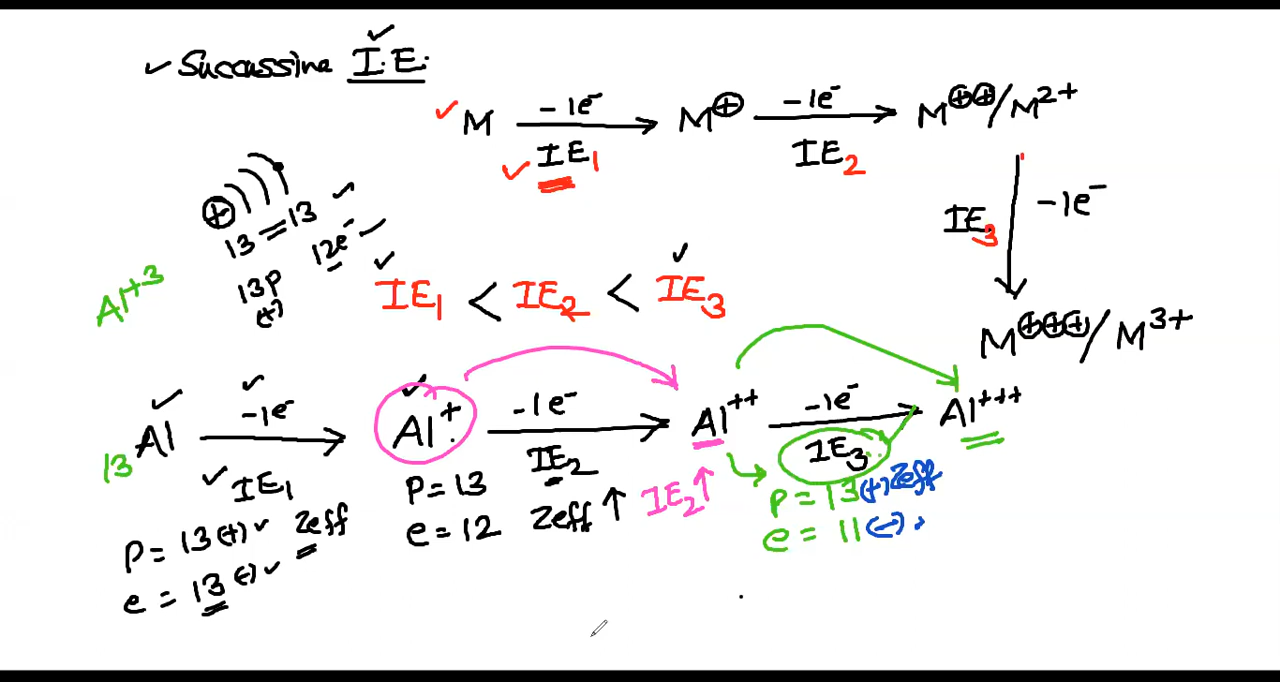 ✓ Successine I.E. ✓
✓ M -1e⁻ → M⊕ -1e⁻ → M⊕⊕/M²⁺
✓ IE₁ IE₂
IE₃ -1e⁻
M⊕⊕⊕/M³⁺
⊕ 13 = 13 ✓
13P 12e⁻ ✓
(+)
Al⁺³
✓ IE₁ < IE₂ < ✓ IE₃
₁₃Al ✓ -1e⁻ ✓ → Al⁺ ✓ -1e⁻ → Al⁺⁺ -1e⁻ → Al⁺⁺⁺
✓ IE₁ IE₂ IE₃
P = 13(+) ✓ Zeff
e = 13(-) ✓
P = 13
e = 12 Zeff ↑ IE₂ ↑
P = 13(+) Zeff
e = 11(-)